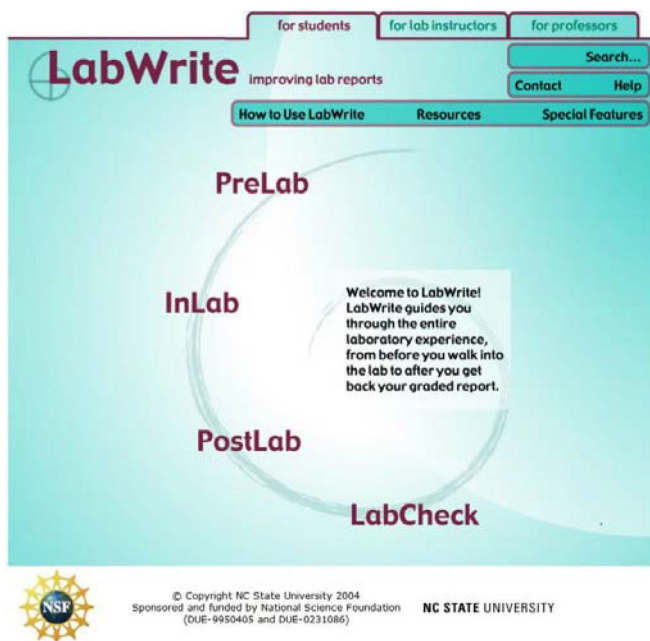 for students for lab instructors for professors
LabWrite improving lab reports
Search...
Contact Help
How to Use LabWrite Resources Special Features
PreLab
InLab
Welcome to LabWrite!
LabWrite guides you
through the entire
laboratory experience,
from before you walk into
the lab to after you get
back your graded report.
PostLab
LabCheck
NSF
© Copyright NC State University 2004
Sponsored and funded by National Science Foundation
(DUE-9950405 and DUE-0231086)
NC STATE UNIVERSITY